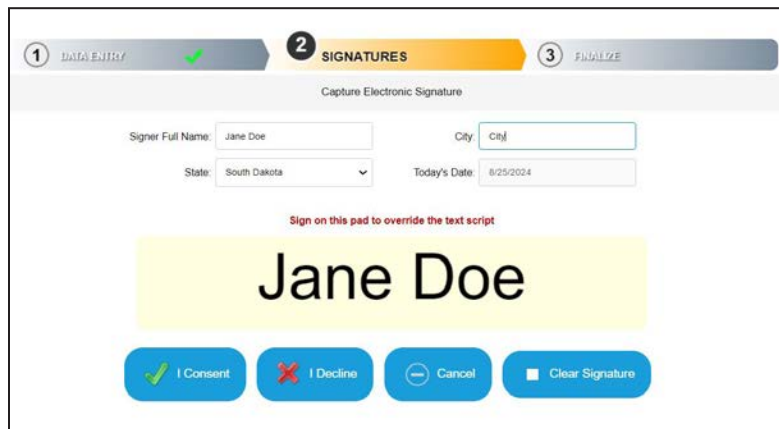 1 DATA ENTRY 2 SIGNATURES 3 FINALIZE
Capture Electronic Signature
Signer Full Name: Jane Doe City: City
State: South Dakota Today's Date: 8/25/2024
Sign on this pad to override the text script
Jane Doe
I Consent I Decline Cancel Clear Signature